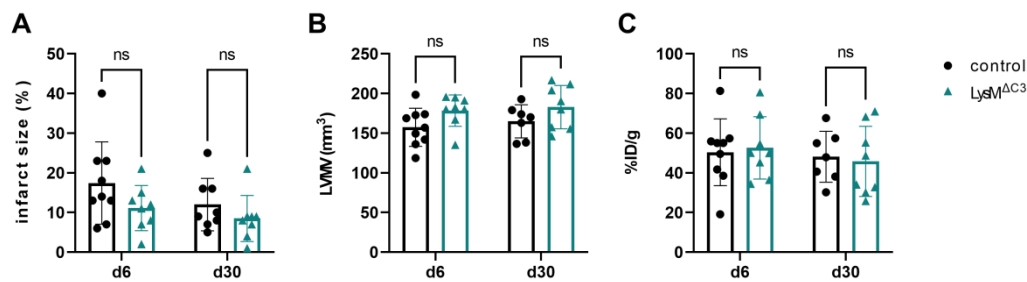 A
infarct size (%)
50
40
30
20
10
0
ns
ns
d6
d30
B
LVMM(mm³)
250
200
150
100
50
0
ns
ns
d6
d30
C
%ID/g
100
80
60
40
20
0
ns
ns
d6
d30
control
LysM^ΔC3